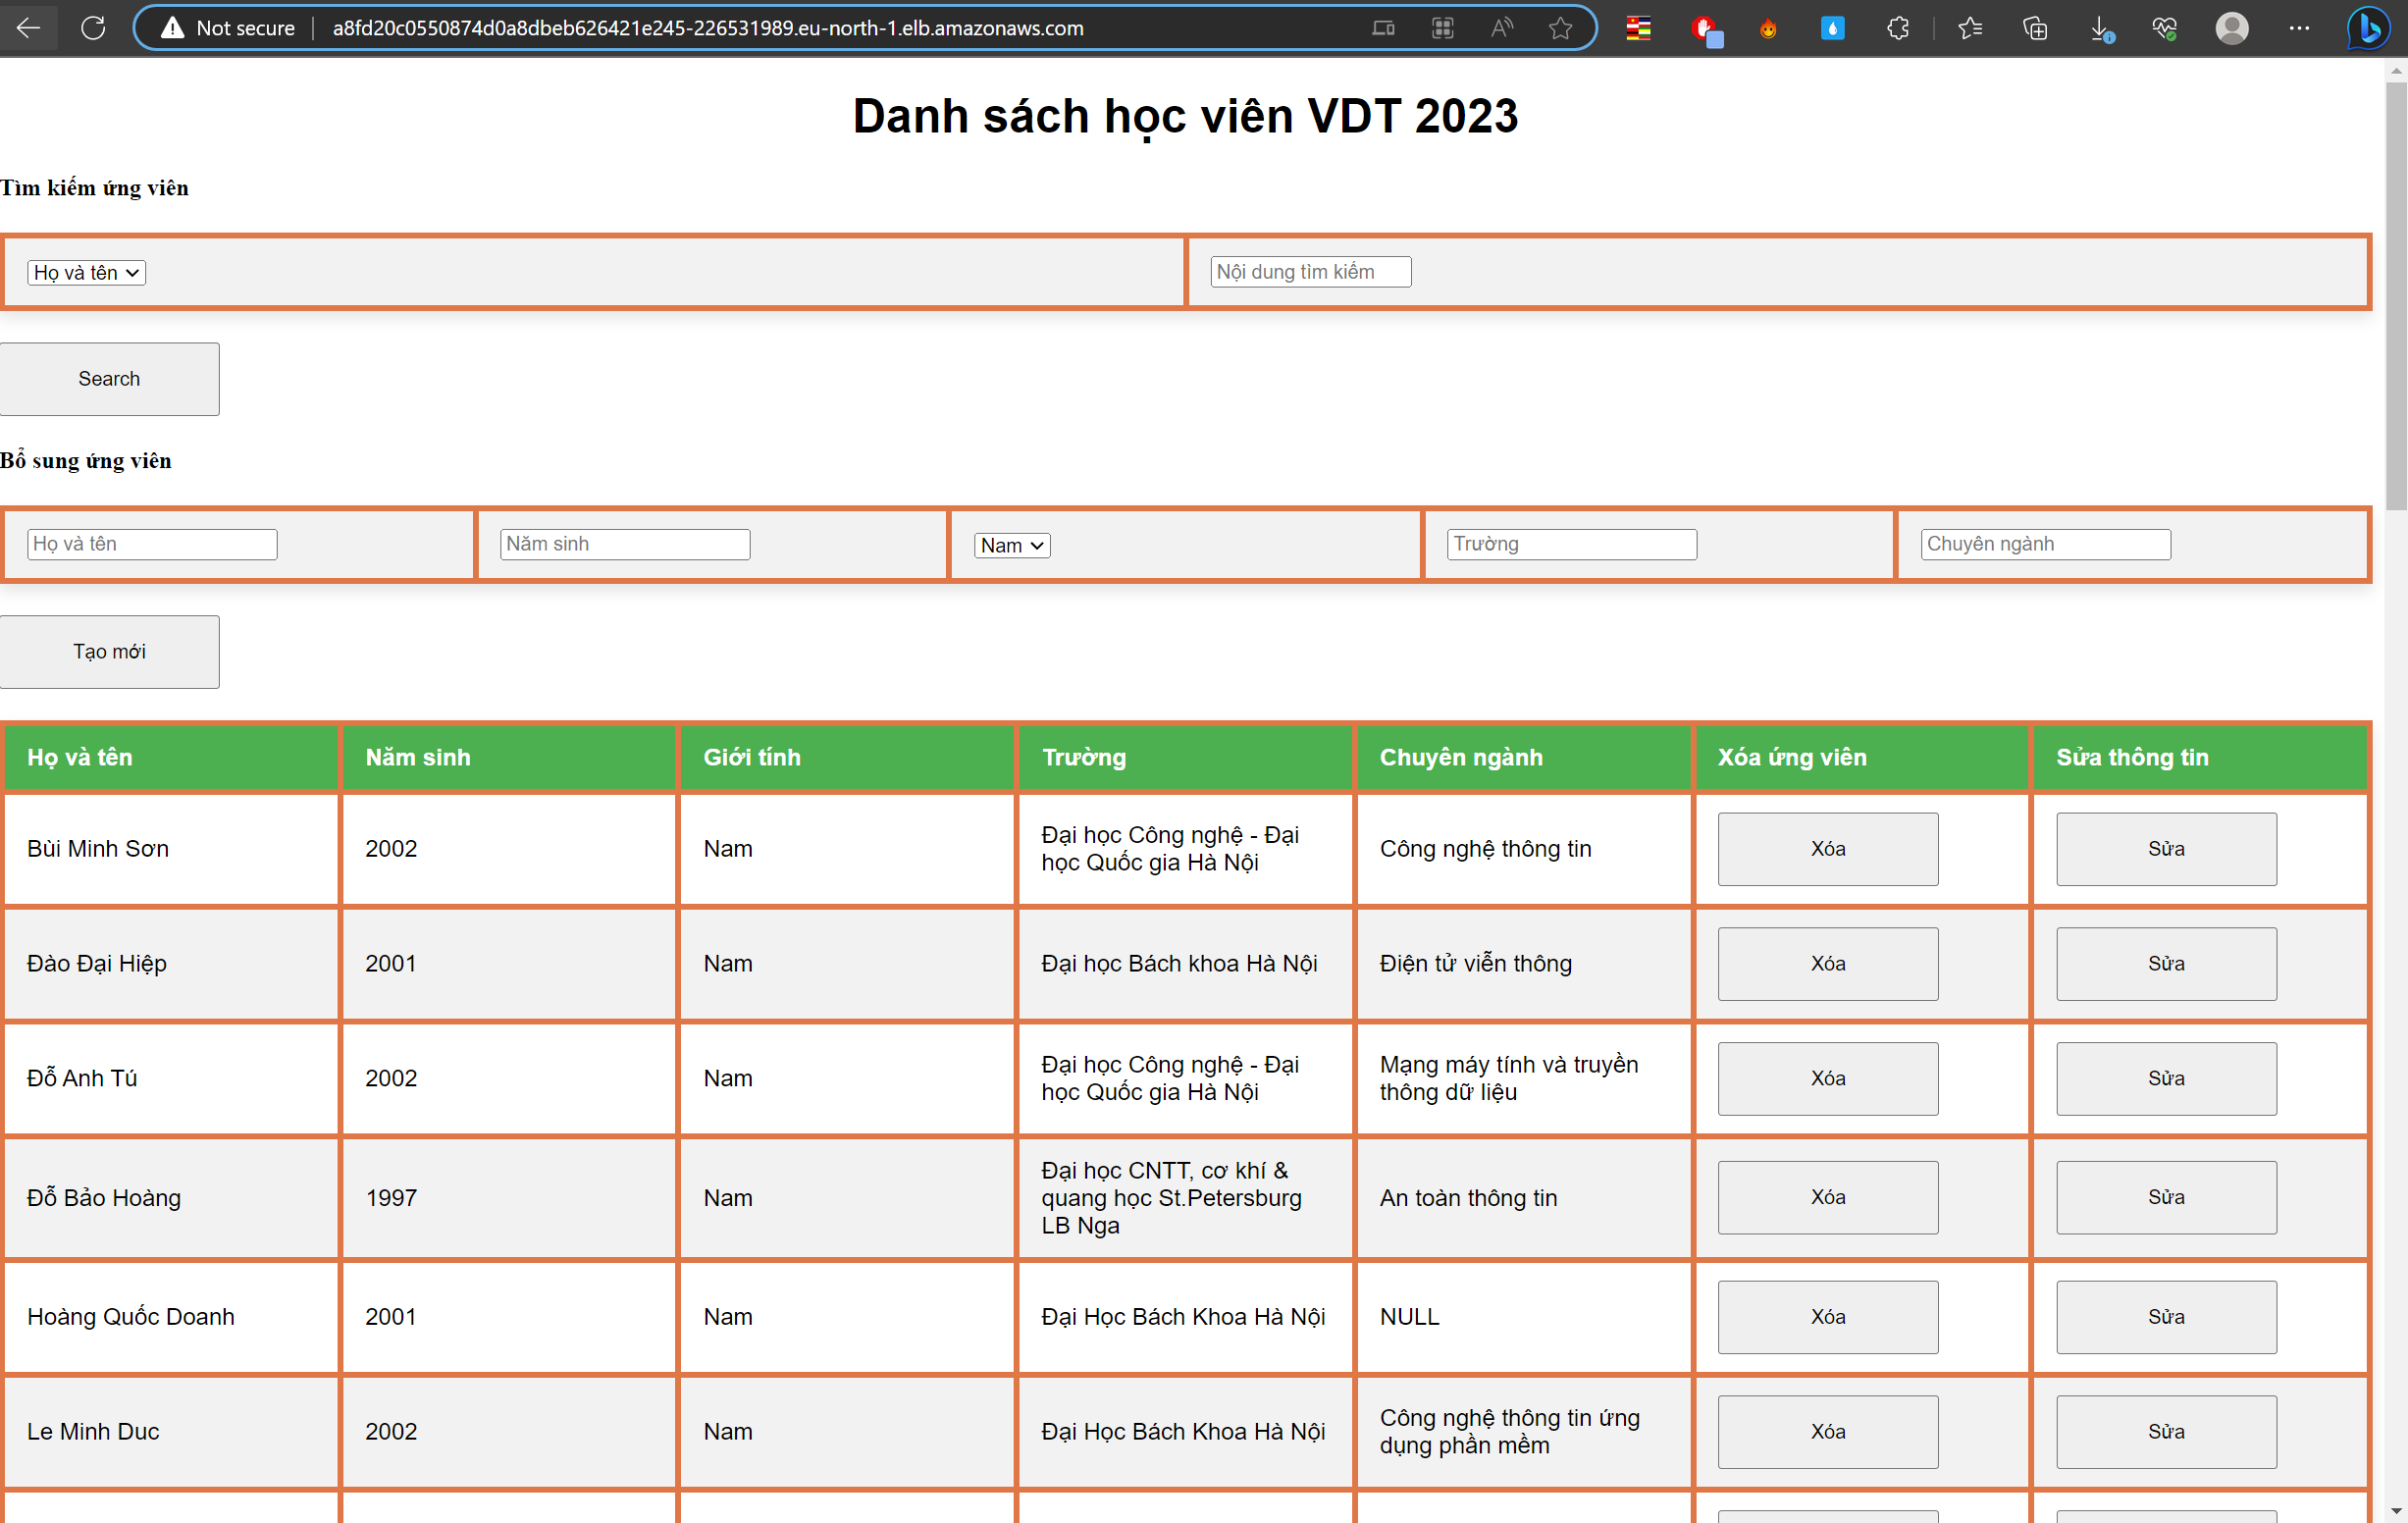 Not secure a8fd20c0550874d0a8dbeb626421e245-226531989.eu-north-1.elb.amazonaws.com
Danh sách học viên VDT 2023
Tìm kiếm ứng viên
Họ và tên Nội dung tìm kiếm
Search
Bổ sung ứng viên
Họ và tên Năm sinh Nam Trường Chuyên ngành
Tạo mới
Họ và tên Năm sinh Giới tính Trường Chuyên ngành Xóa ứng viên Sửa thông tin
Bùi Minh Sơn 2002 Nam Đại học Công nghệ - Đại
học Quốc gia Hà Nội Công nghệ thông tin Xóa Sửa
Đào Đại Hiệp 2001 Nam Đại học Bách khoa Hà Nội Điện tử viễn thông Xóa Sửa
Đỗ Anh Tú 2002 Nam Đại học Công nghệ - Đại
học Quốc gia Hà Nội Mạng máy tính và truyền
thông dữ liệu Xóa Sửa
Đỗ Bảo Hoàng 1997 Nam Đại học CNTT, cơ khí &
quang học St.Petersburg
LB Nga An toàn thông tin Xóa Sửa
Hoàng Quốc Doanh 2001 Nam Đại Học Bách Khoa Hà Nội NULL Xóa Sửa
Le Minh Duc 2002 Nam Đại Học Bách Khoa Hà Nội Công nghệ thông tin ứng
dụng phần mềm Xóa Sửa